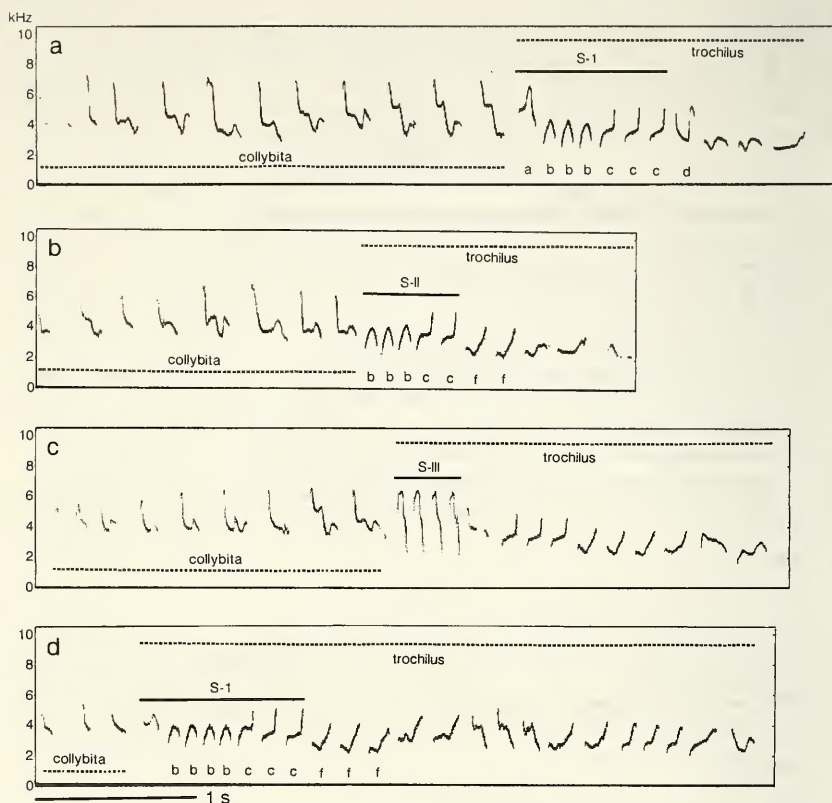 kHz
10
a
trochilus
8
S-1
6
4
2
collybita
a b b b c c c d
0
10
b
trochilus
8
S-II
6
4
2
collybita
b b b c c f f
0
10
c
trochilus
8
S-III
6
4
2
collybita
0
10
d
trochilus
8
6
S-1
4
2
collybita
b b b b c c c f f f
0
1 s